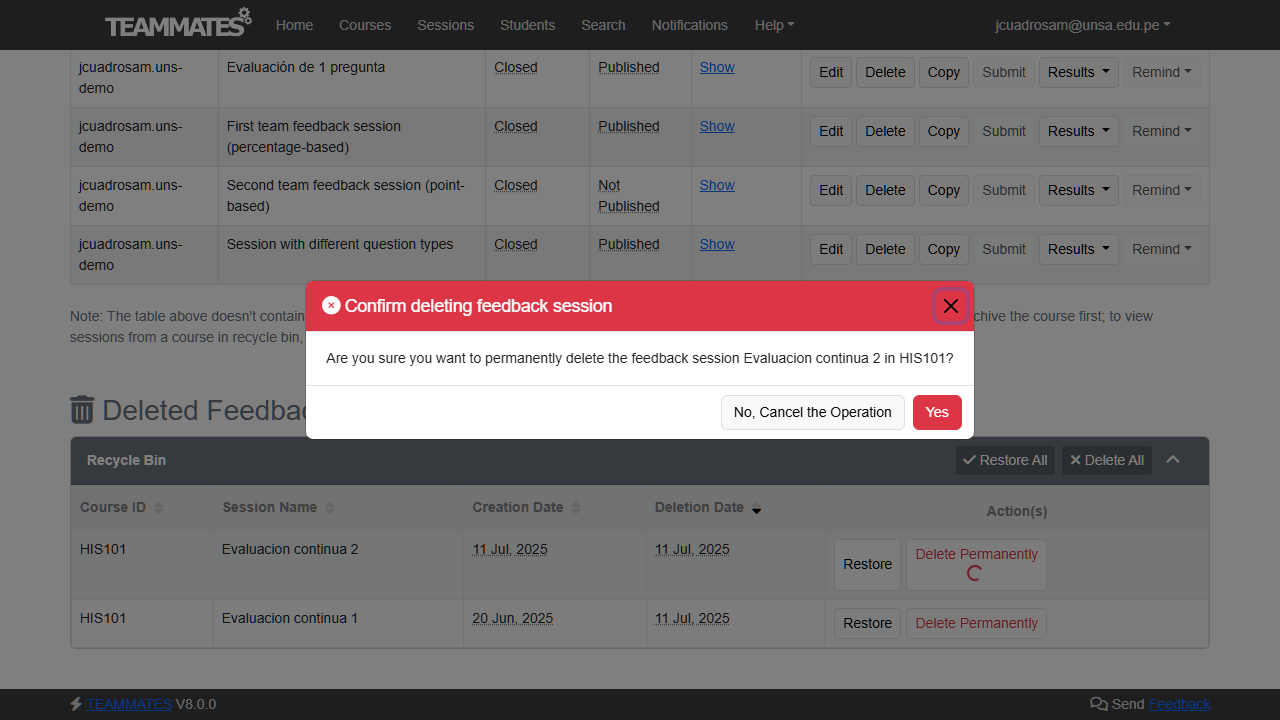 TEAMMATES Home Courses Sessions Students Search Notifications Help jcuadrosam@unsa.edu.pe
jcuadrosam.uns-demo Evaluación de 1 pregunta Closed Published Show Edit Delete Copy Submit Results Remind
jcuadrosam.uns-demo First team feedback session (percentage-based) Closed Published Show Edit Delete Copy Submit Results Remind
jcuadrosam.uns-demo Second team feedback session (point-based) Closed Not Published Show Edit Delete Copy Submit Results Remind
jcuadrosam.uns-demo Session with different question types Closed Published Show Edit Delete Copy Submit Results Remind
Confirm deleting feedback session
Note: The table above doesn't contain chive the course first; to view
sessions from a course in recycle bin,
Are you sure you want to permanently delete the feedback session Evaluacion continua 2 in HIS101?
No, Cancel the Operation Yes
Deleted Feedbac
Recycle Bin Restore All Delete All
Course ID Session Name Creation Date Deletion Date Action(s)
HIS101 Evaluacion continua 2 11 Jul, 2025 11 Jul, 2025 Restore Delete Permanently
HIS101 Evaluacion continua 1 20 Jun, 2025 11 Jul, 2025 Restore Delete Permanently
TEAMMATES V8.0.0 Send Feedback